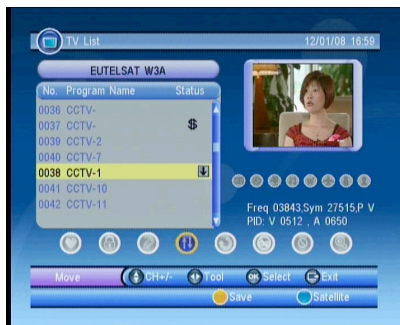 TV List 12/01/08 16:59
EUTELSAT W3A
No. Program Name Status
0036 CCTV-
0037 CCTV- $
0039 CCTV-2
0040 CCTV-7
0038 CCTV-1
0041 CCTV-10
0042 CCTV-11
Freq 03843,Sym 27515,P V
PID: V 0512 , A 0650
Move CH+/- Tool OK Select Exit
Save Satellite